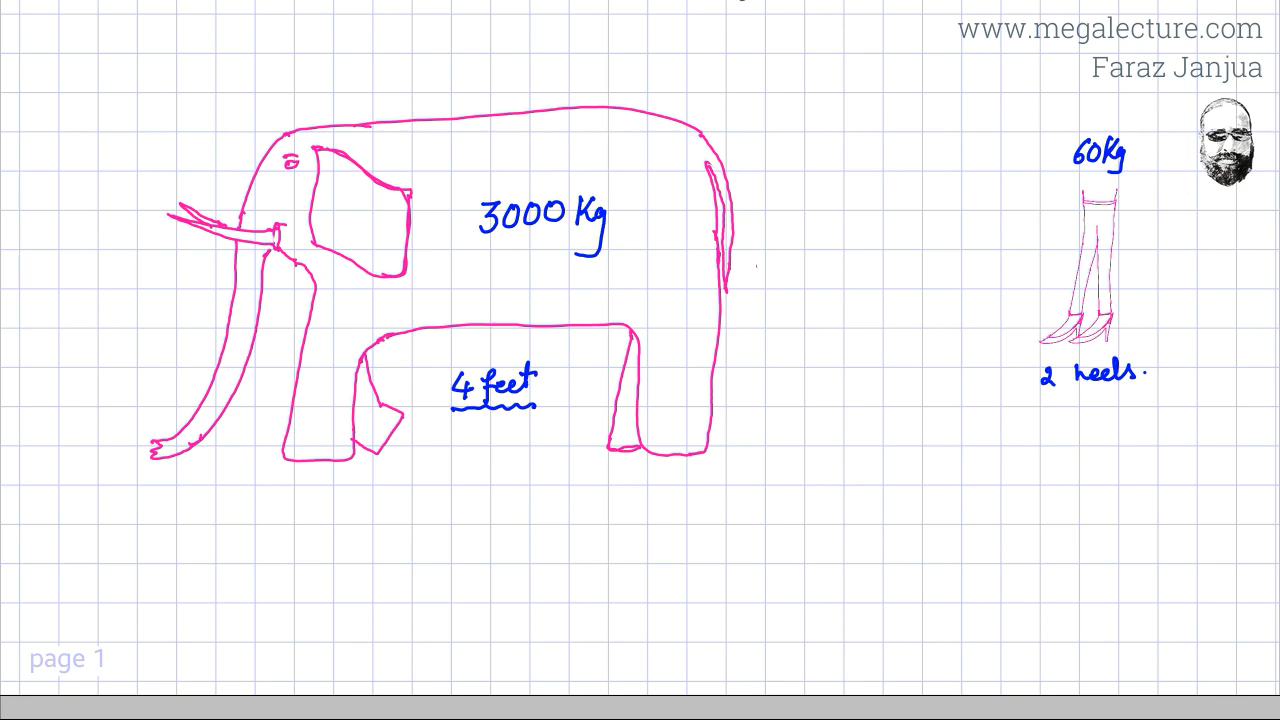 www.megalecture.com
Faraz Janjua
60Kg
3000 Kg
4 feet
2 heels.
page 1